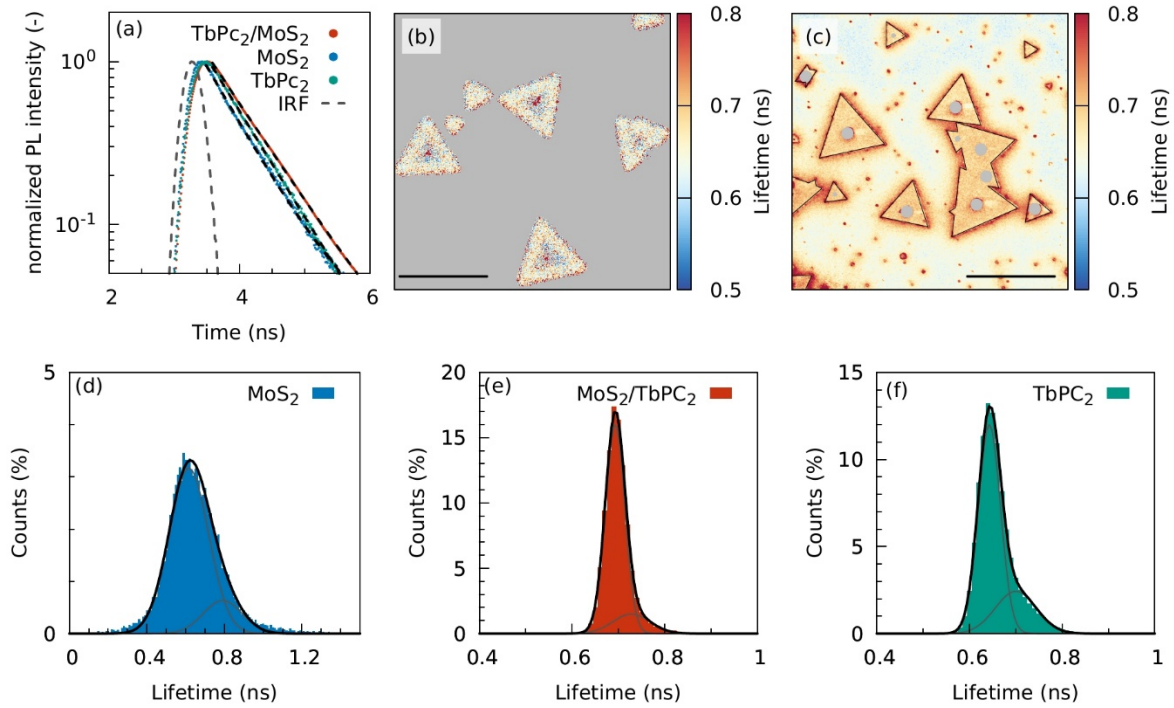 (a)
TbPc₂/MoS₂
MoS₂
TbPc₂
IRF
normalized PL intensity (-)
10⁰
10⁻¹
2 4 6
Time (ns)
(b)
0.8
0.7
0.6
0.5
Lifetime (ns)
(c)
0.8
0.7
0.6
0.5
Lifetime (ns)
(d)
MoS₂
Counts (%)
5
0
0 0.4 0.8 1.2
Lifetime (ns)
(e)
MoS₂/TbPC₂
Counts (%)
20
15
10
5
0
0.4 0.6 0.8 1
Lifetime (ns)
(f)
TbPC₂
Counts (%)
15
10
5
0
0.4 0.6 0.8 1
Lifetime (ns)